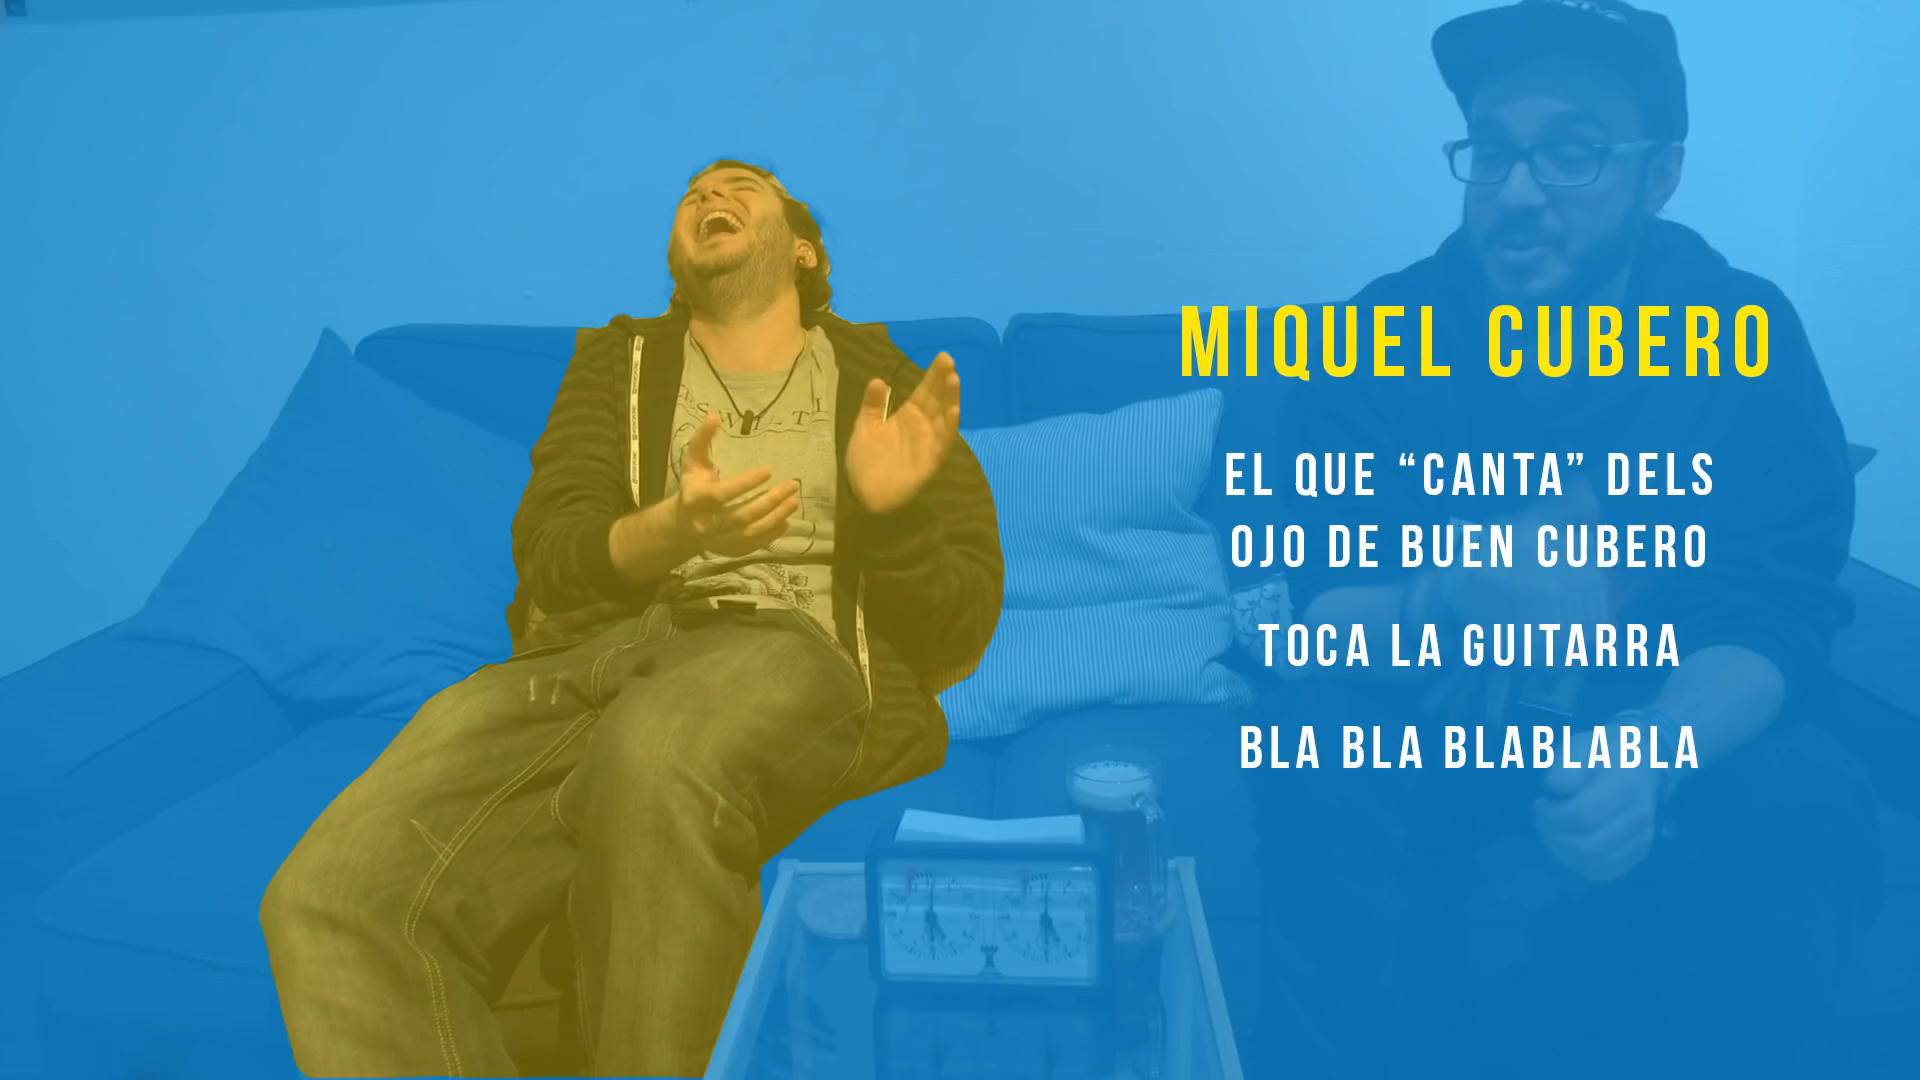 MIQUEL CUBERO
EL QUE “CANTA” DELS
OJO DE BUEN CUBERO
TOCA LA GUITARRA
BLA BLA BLABLABLA